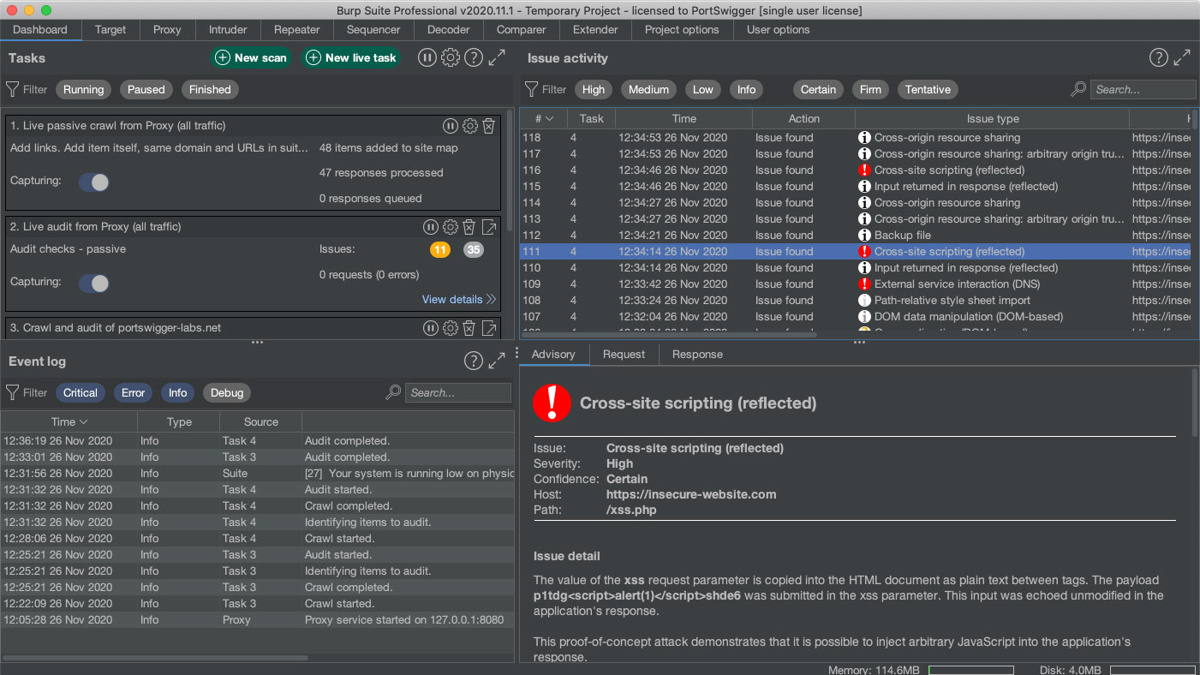 Burp Suite Professional v2020.11.1 - Temporary Project - licensed to PortSwigger [single user license]
Dashboard Target Proxy Intruder Repeater Sequencer Decoder Comparer Extender Project options User options
Tasks
New scan New live task
Filter Running Paused Finished
1. Live passive crawl from Proxy (all traffic)
Add links. Add item itself, same domain and URLs in suit... 48 items added to site map
47 responses processed
Capturing:
0 responses queued
2. Live audit from Proxy (all traffic)
Audit checks - passive Issues: 11 35
0 requests (0 errors)
Capturing:
View details
3. Crawl and audit of portswigger-labs.net
Issue activity
Filter High Medium Low Info Certain Firm Tentative Search...
# Task Time Action Issue type
118 4 12:34:53 26 Nov 2020 Issue found Cross-origin resource sharing https://insec
117 4 12:34:53 26 Nov 2020 Issue found Cross-origin resource sharing: arbitrary origin tru... https://insec
116 4 12:34:46 26 Nov 2020 Issue found Cross-site scripting (reflected) https://insec
115 4 12:34:46 26 Nov 2020 Issue found Input returned in response (reflected) https://insec
114 4 12:34:27 26 Nov 2020 Issue found Cross-origin resource sharing https://insec
113 4 12:34:27 26 Nov 2020 Issue found Cross-origin resource sharing: arbitrary origin tru... https://insec
112 4 12:34:21 26 Nov 2020 Issue found Backup file https://insec
111 4 12:34:14 26 Nov 2020 Issue found Cross-site scripting (reflected) https://insec
110 4 12:34:14 26 Nov 2020 Issue found Input returned in response (reflected) https://insec
109 4 12:33:42 26 Nov 2020 Issue found External service interaction (DNS) https://insec
108 4 12:33:24 26 Nov 2020 Issue found Path-relative style sheet import https://insec
107 4 12:32:04 26 Nov 2020 Issue found DOM data manipulation (DOM-based) https://insec
Event log
Filter Critical Error Info Debug Search...
Time Type Source
12:36:19 26 Nov 2020 Info Task 4 Audit completed.
12:33:01 26 Nov 2020 Info Task 3 Audit completed.
12:31:56 26 Nov 2020 Info Suite [27] Your system is running low on physic
12:31:32 26 Nov 2020 Info Task 4 Audit started.
12:31:32 26 Nov 2020 Info Task 4 Crawl completed.
12:31:32 26 Nov 2020 Info Task 4 Identifying items to audit.
12:28:06 26 Nov 2020 Info Task 4 Crawl started.
12:25:21 26 Nov 2020 Info Task 3 Audit started.
12:25:21 26 Nov 2020 Info Task 3 Identifying items to audit.
12:25:21 26 Nov 2020 Info Task 3 Crawl completed.
12:22:09 26 Nov 2020 Info Task 3 Crawl started.
12:05:28 26 Nov 2020 Info Proxy Proxy service started on 127.0.0.1:8080
Advisory Request Response
Cross-site scripting (reflected)
Issue: Cross-site scripting (reflected)
Severity: High
Confidence: Certain
Host: https://insecure-website.com
Path: /xss.php
Issue detail
The value of the xss request parameter is copied into the HTML document as plain text between tags. The payload
p1tdg<script>alert(1)</script>shde6 was submitted in the xss parameter. This input was echoed unmodified in the
application's response.
This proof-of-concept attack demonstrates that it is possible to inject arbitrary JavaScript into the application's
response.
Memory: 114.6MB Disk: 4.0MB